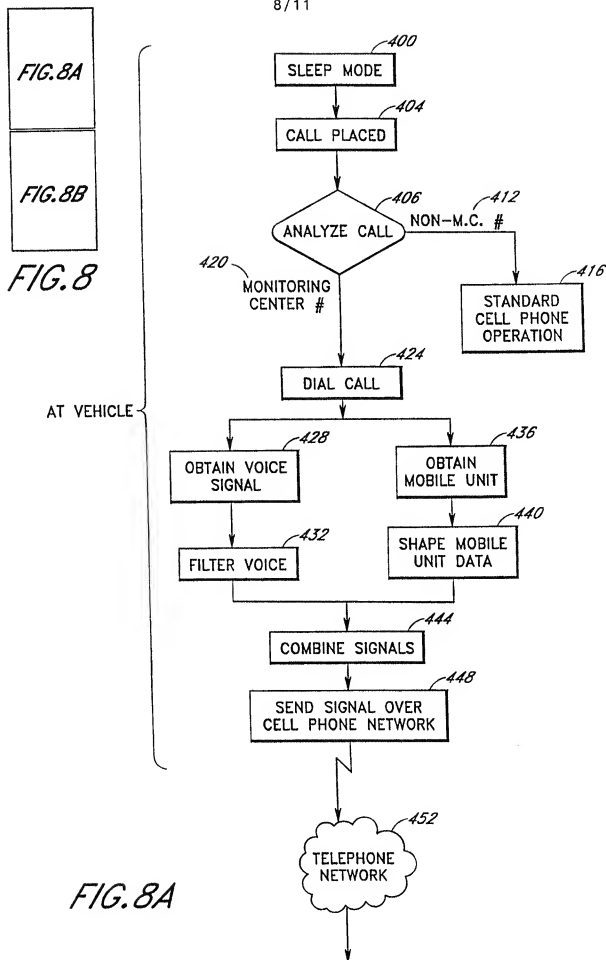 8/11
FIG.8A
FIG.8B
FIG.8
400
SLEEP MODE
404
CALL PLACED
406
ANALYZE CALL
412
NON-M.C. #
416
STANDARD
CELL PHONE
OPERATION
420
MONITORING
CENTER #
424
DIAL CALL
AT VEHICLE
428
OBTAIN VOICE
SIGNAL
436
OBTAIN
MOBILE UNIT
432
FILTER VOICE
440
SHAPE MOBILE
UNIT DATA
444
COMBINE SIGNALS
448
SEND SIGNAL OVER
CELL PHONE NETWORK
452
TELEPHONE
NETWORK
FIG.8A